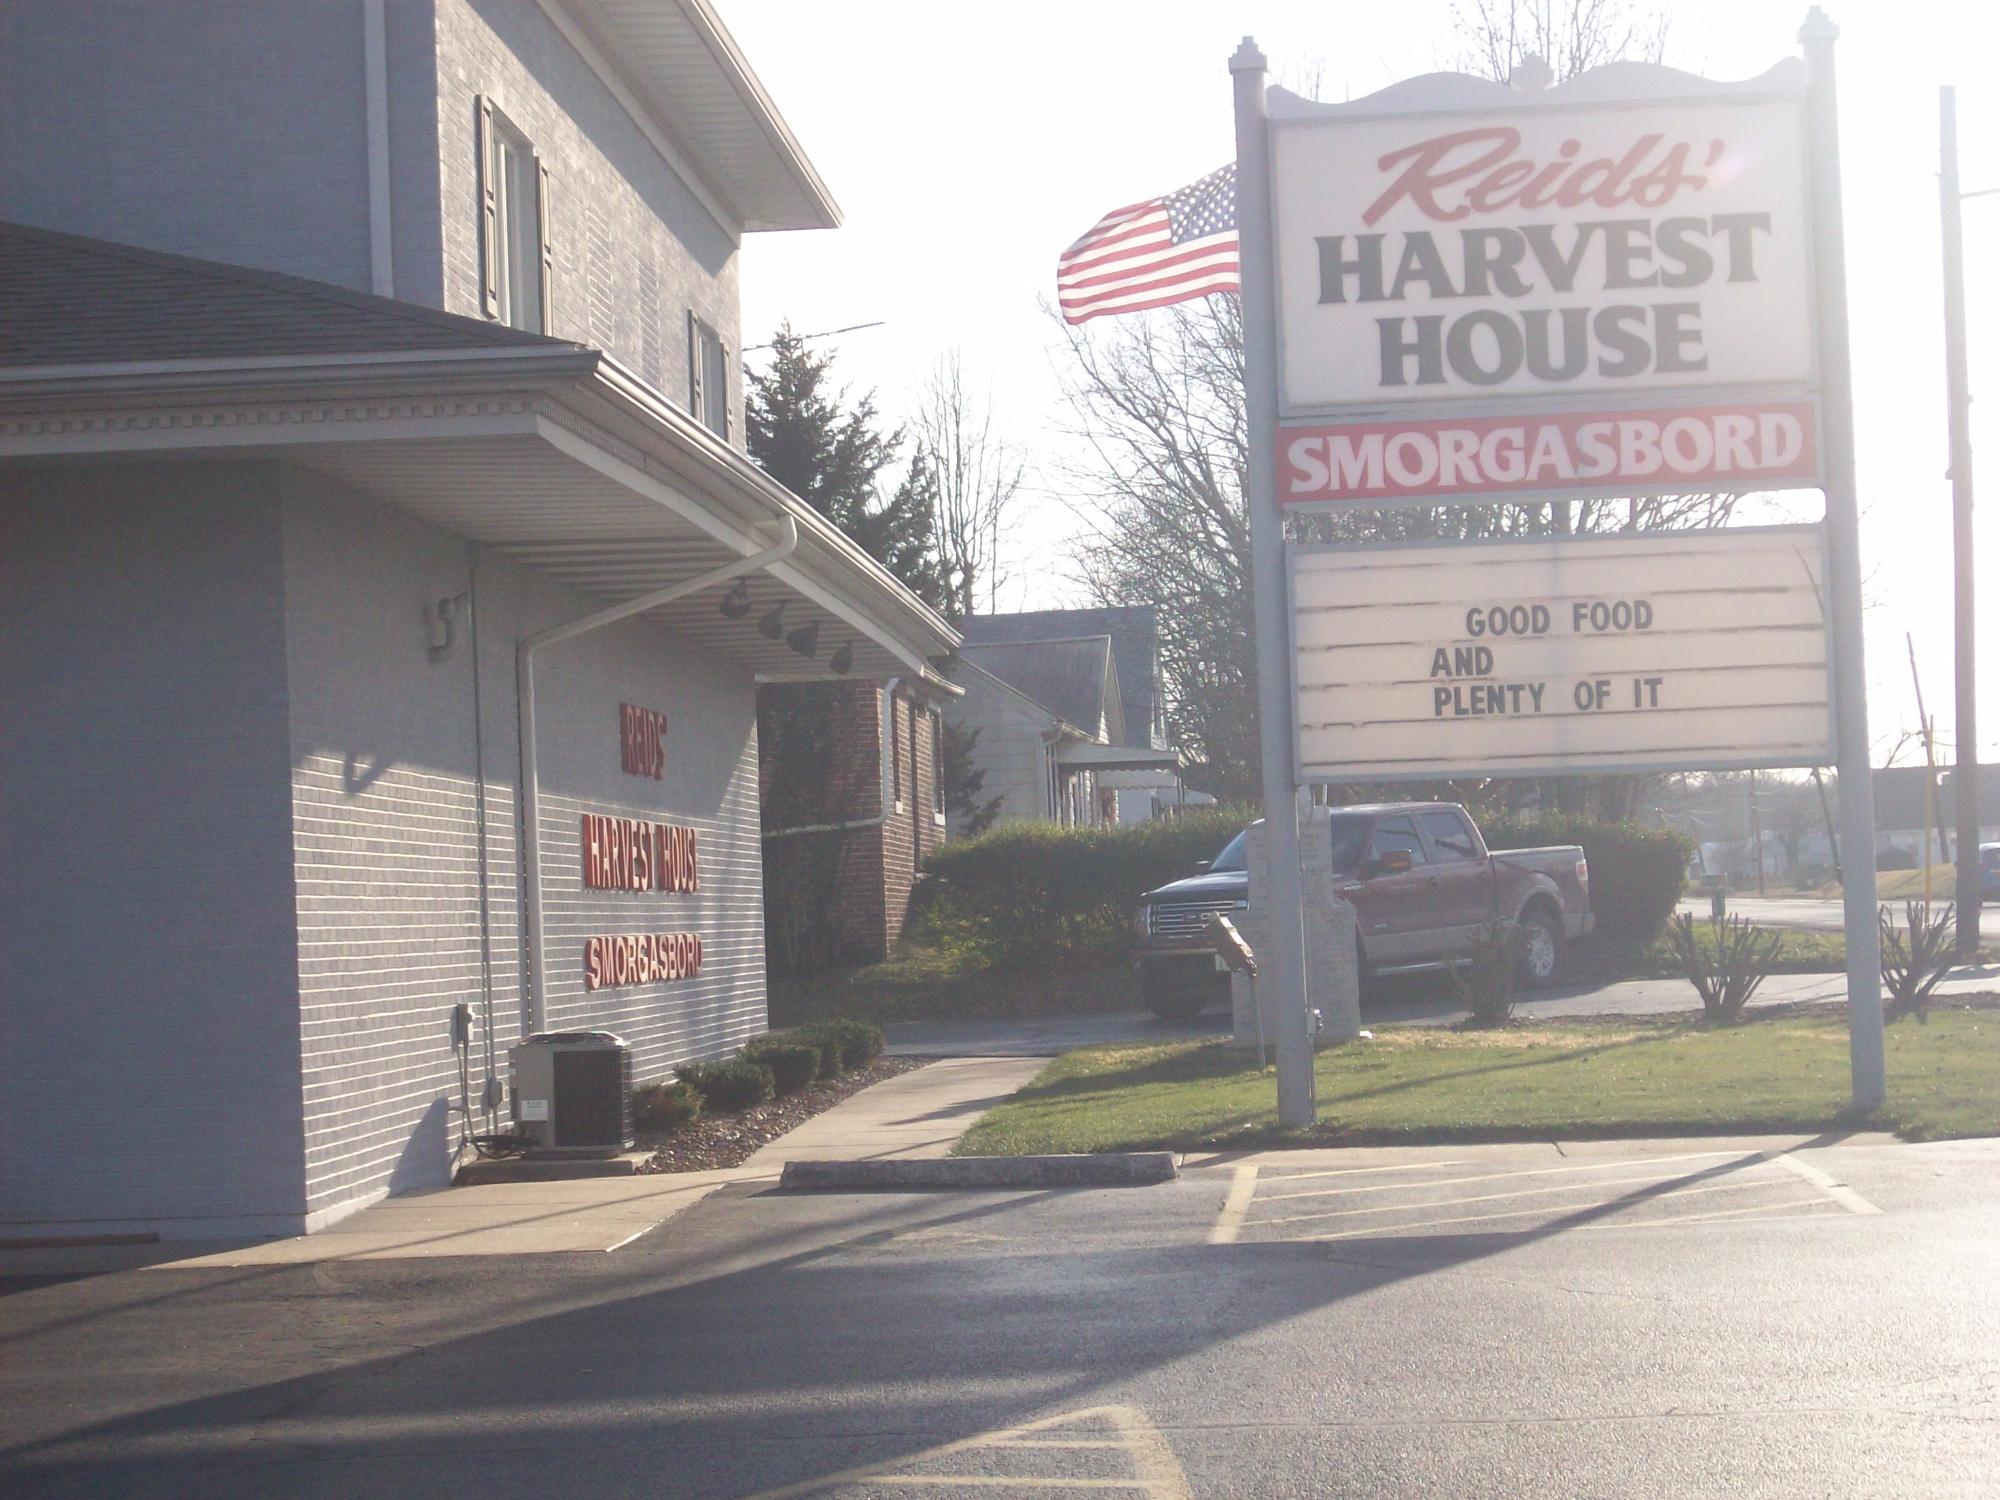 Reids'
HARVEST
HOUSE
SMORGASBORD
GOOD FOOD
AND
PLENTY OF IT
REIDS'
HARVEST HOUSE
SMORGASBORD